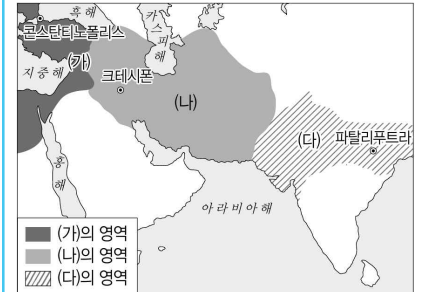 흑해
카스피해
콘스탄티노폴리스
지중해
(가)
크테시폰
(나)
(다)
파탈리푸트라
홍해
아라비아해
(가)의 영역
(나)의 영역
(다)의 영역